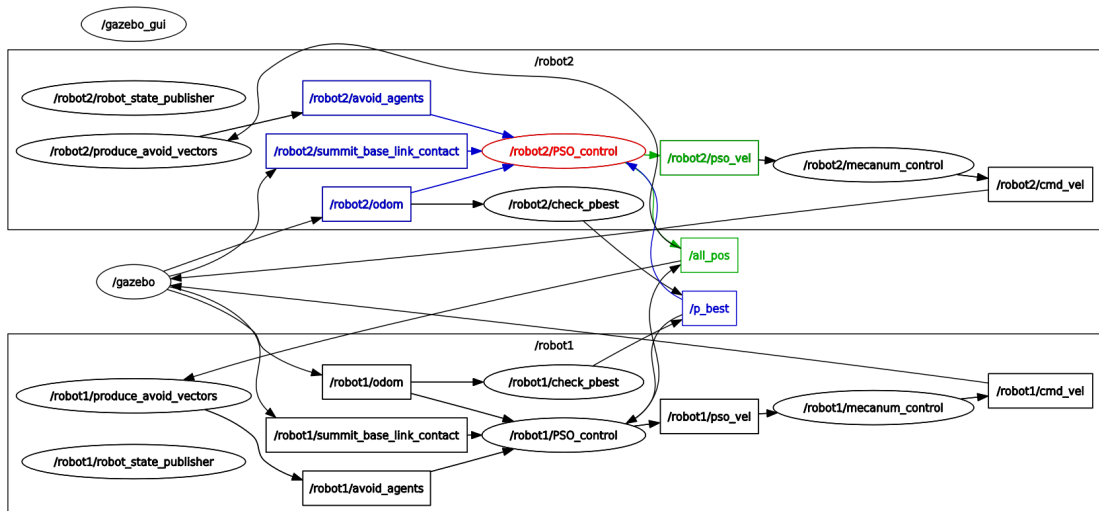 /gazebo_gui
/robot2
/robot2/robot_state_publisher
/robot2/avoid_agents
/robot2/produce_avoid_vectors
/robot2/summit_base_link_contact
/robot2/PSO_control
/robot2/pso_vel
/robot2/mecanum_control
/robot2/cmd_vel
/robot2/odom
/robot2/check_pbest
/all_pos
/gazebo
/p_best
/robot1
/robot1/odom
/robot1/check_pbest
/robot1/cmd_vel
/robot1/produce_avoid_vectors
/robot1/pso_vel
/robot1/mecanum_control
/robot1/summit_base_link_contact
/robot1/PSO_control
/robot1/robot_state_publisher
/robot1/avoid_agents